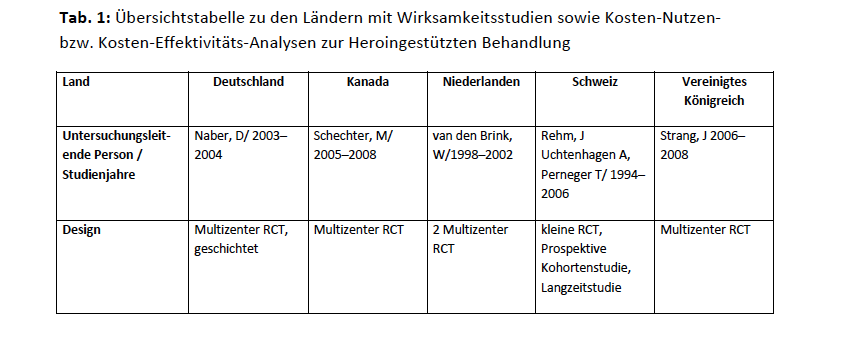 Tab. 1: Übersichtstabelle zu den Ländern mit Wirksamkeitsstudien sowie Kosten-Nutzen-
bzw. Kosten-Effektivitäts-Analysen zur Heroingestützten Behandlung
Land
Deutschland
Kanada
Niederlanden
Schweiz
Vereinigtes
Königreich
Untersuchungsleit-
ende Person /
Studienjahre
Naber, D/ 2003–
2004
Schechter, M/
2005–2008
van den Brink,
W/1998–2002
Rehm, J
Uchtenhagen A,
Perneger T/ 1994–
2006
Strang, J 2006–
2008
Design
Multizenter RCT,
geschichtet
Multizenter RCT
2 Multizenter
RCT
kleine RCT,
Prospektive
Kohortenstudie,
Langzeitstudie
Multizenter RCT